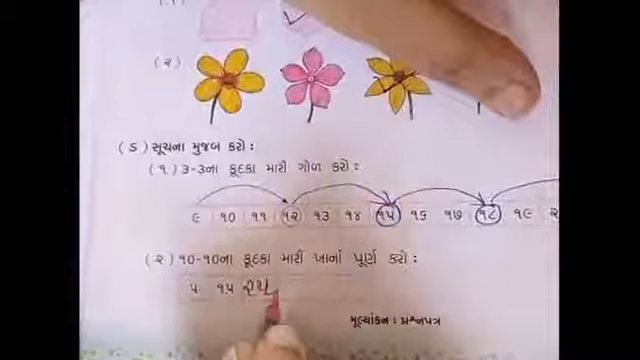 (૨)
(ડ) સૂચના મુજબ કરો :
(૧) ૩-૩ના કૂદકા મારી ગોળ કરો :
૯ ૧૦ ૧૧ ૧૨ ૧૩ ૧૪ ૧૫ ૧૬ ૧૭ ૧૮ ૧૯
(૨) ૧૦-૧૦ના કૂદકા મારી ખાનાં પૂર્ણ કરો :
૫ ૧૫ ૨૫
મૂલ્યાંકન : પ્રશ્નપત્ર